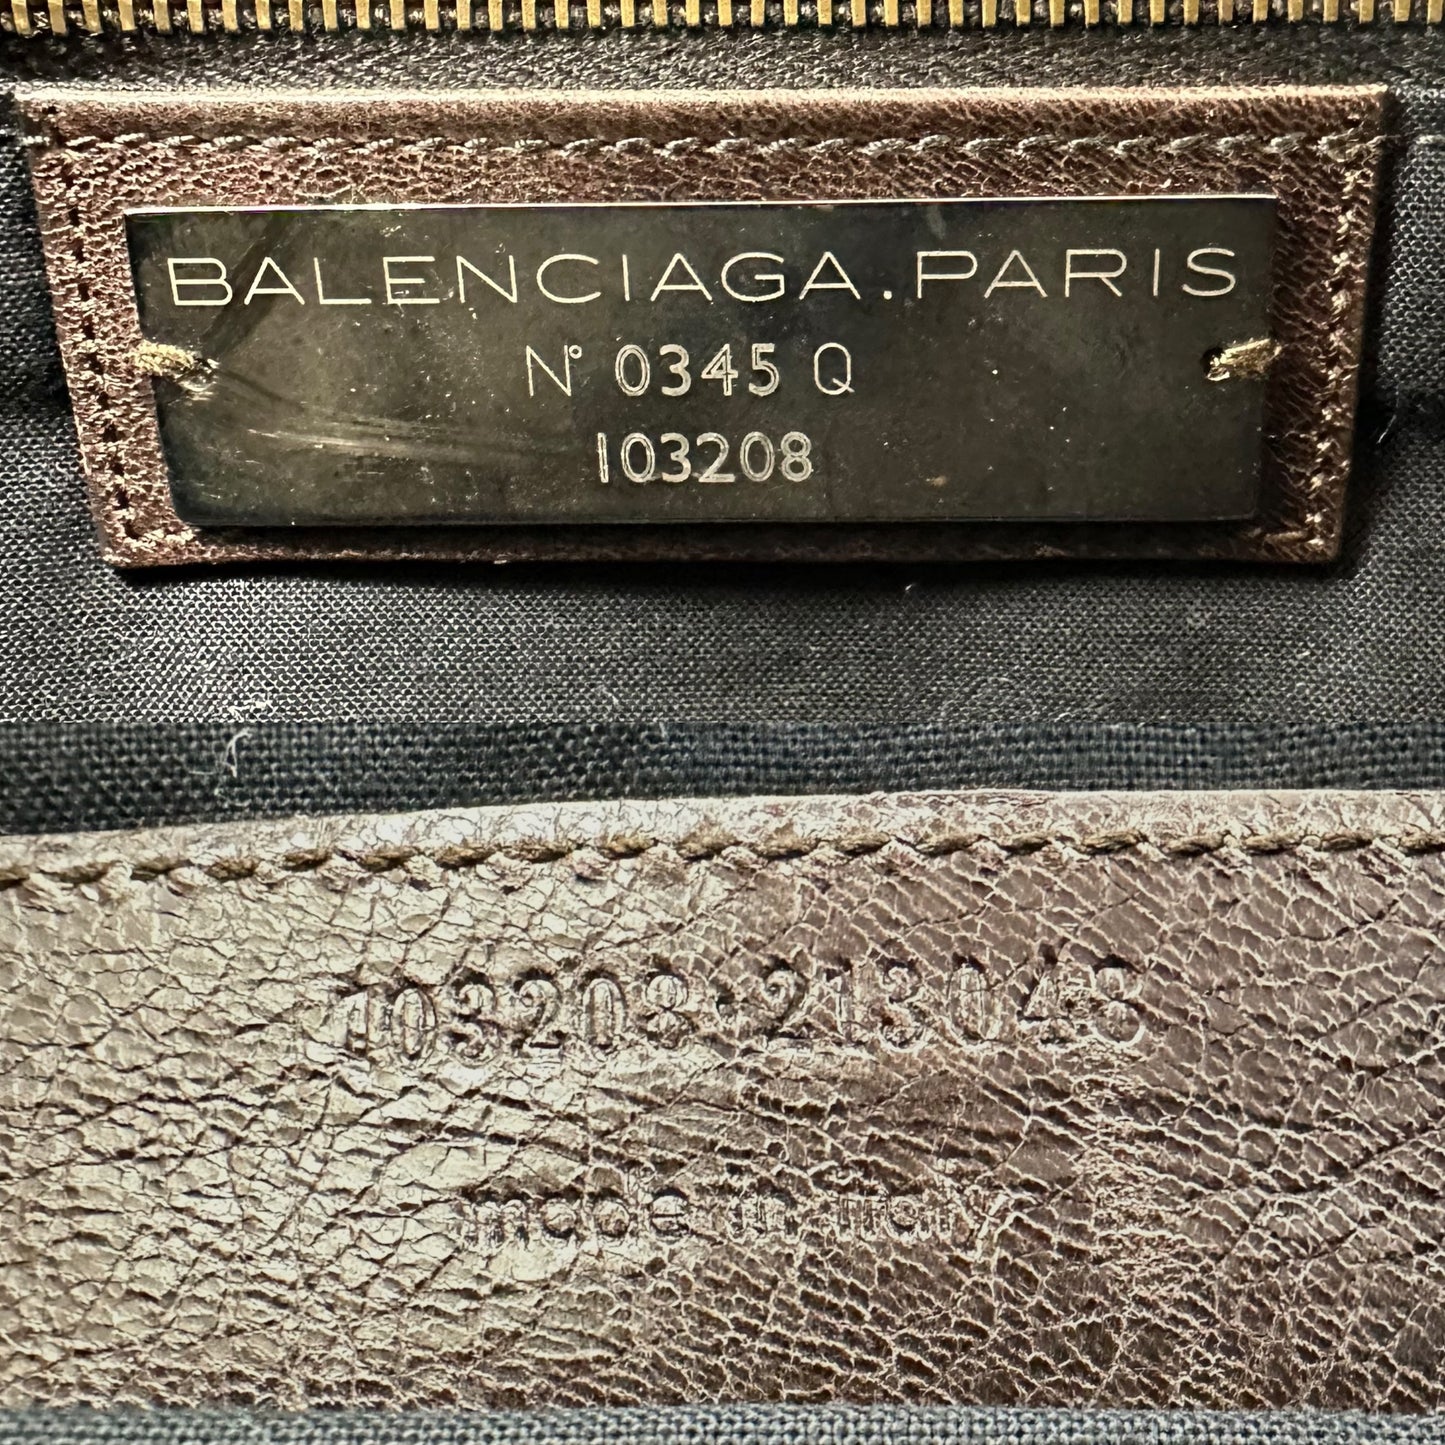 BALENCIAGA.PARIS
N° 0345 Q
103208
103208·213048
made in italy